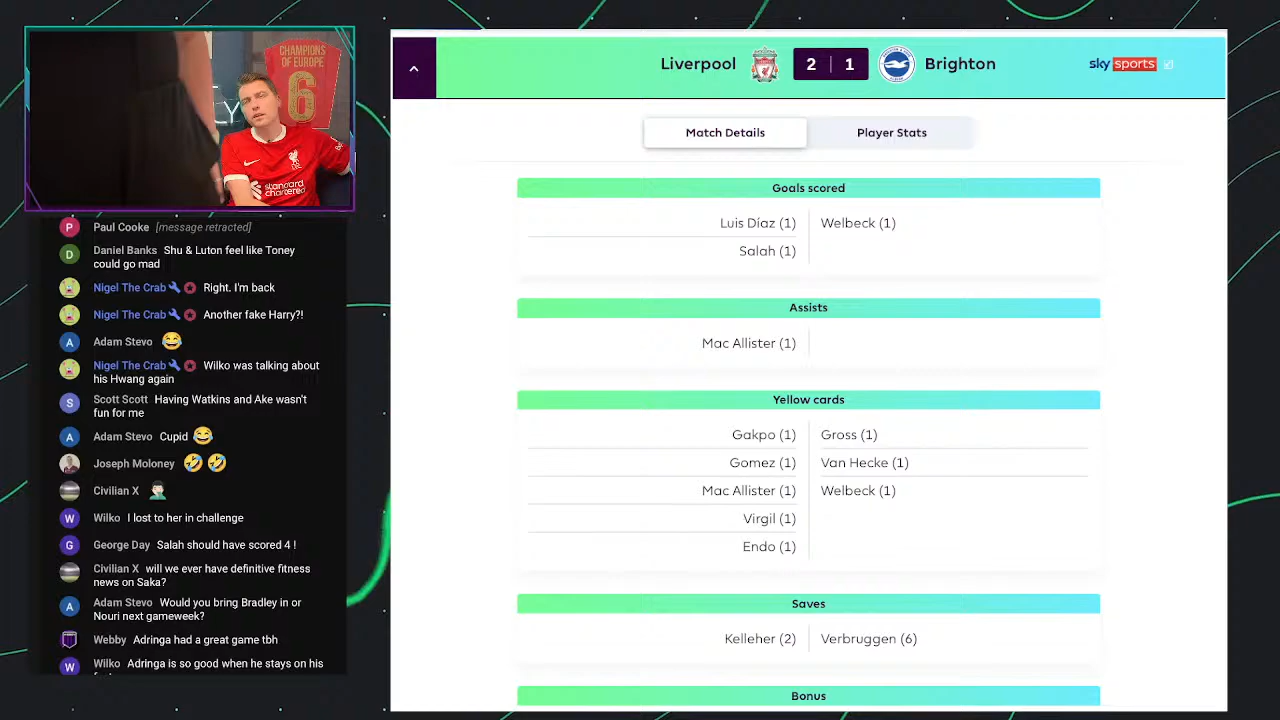 CHAMPIONS
OF EUROPE
6
standard
chartered
P Paul Cooke [message retracted]
D Daniel Banks Shu & Luton feel like Toney
could go mad
Nigel The Crab Right. I'm back
Nigel The Crab Another fake Harry?!
A Adam Stevo 😂
Nigel The Crab Wilko was talking about
his Hwang again
S Scott Scott Having Watkins and Ake wasn't
fun for me
A Adam Stevo Cupid 😂
Joseph Moloney 🤣 🤣
Civilian X 🤦🏻‍♂️
W Wilko I lost to her in challenge
G George Day Salah should have scored 4 !
Civilian X will we ever have definitive fitness
news on Saka?
A Adam Stevo Would you bring Bradley in or
Nouri next gameweek?
Webby Adringa had a great game tbh
W Wilko Adringa is so good when he stays on his
Liverpool 2 | 1 Brighton sky sports
Match Details Player Stats
Goals scored
Luis Díaz (1) Welbeck (1)
Salah (1)
Assists
Mac Allister (1)
Yellow cards
Gakpo (1) Gross (1)
Gomez (1) Van Hecke (1)
Mac Allister (1) Welbeck (1)
Virgil (1)
Endo (1)
Saves
Kelleher (2) Verbruggen (6)
Bonus